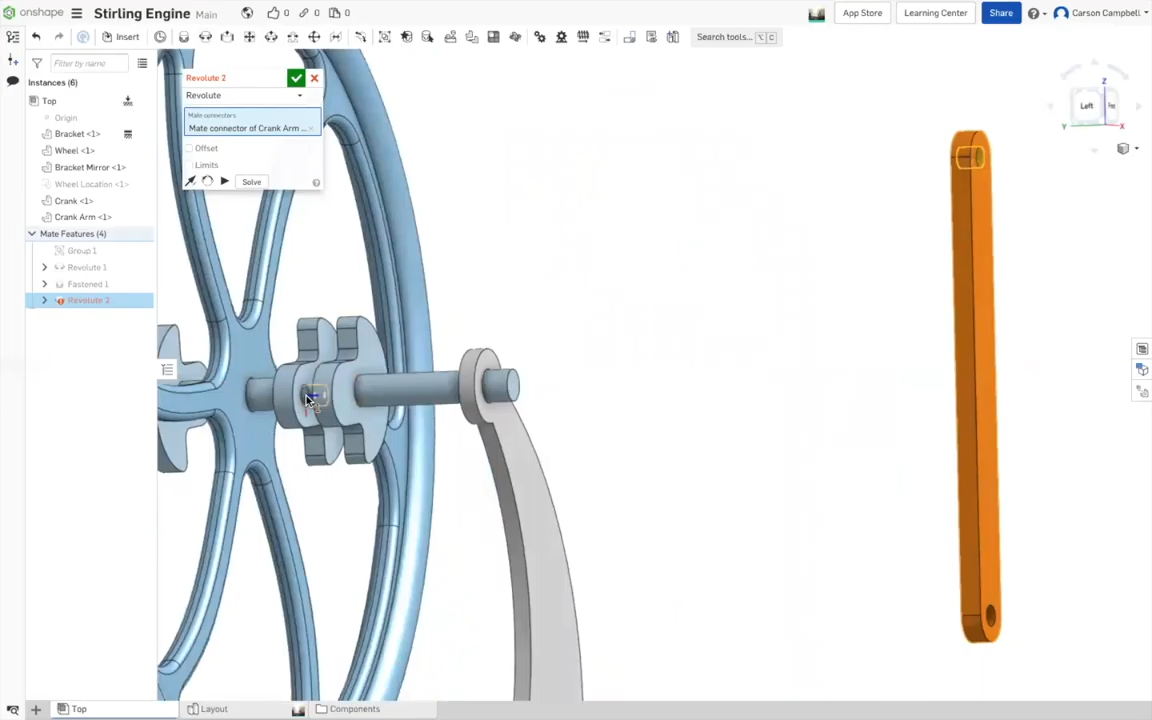 onshape Stirling Engine Main 0 0 0 App Store Learning Center Share Carson Campbell
Insert Search tools... ⌥ C
Filter by name
Instances (6)
Top
Origin
Bracket <1>
Wheel <1>
Bracket Mirror <1>
Wheel Location <1>
Crank <1>
Crank Arm <1>
Mate Features (4)
Group 1
Revolute 1
Fastened 1
Revolute 2
Revolute 2
Revolute
Mate connectors
Mate connector of Crank Arm ...
Offset
Limits
Solve
Z
Left
Y X
Top Layout Components